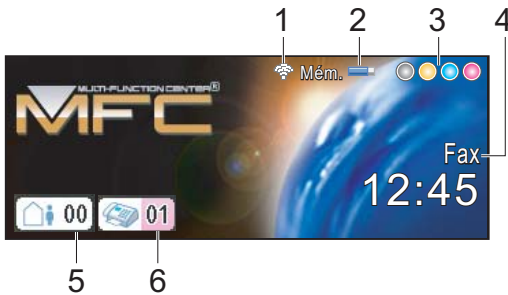 1 2 3 4
Mém.
MULTI-FUNCTION CENTER®
MFC
Fax
12:45
00 01
5 6